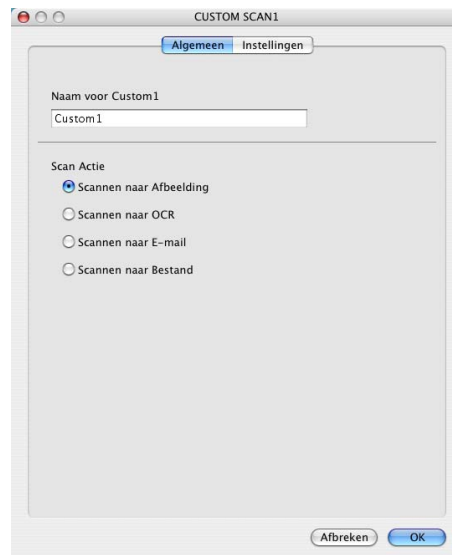 CUSTOM SCAN1
Algemeen Instellingen
Naam voor Custom1
Custom1
Scan Actie
Scannen naar Afbeelding
Scannen naar OCR
Scannen naar E-mail
Scannen naar Bestand
Afbreken OK